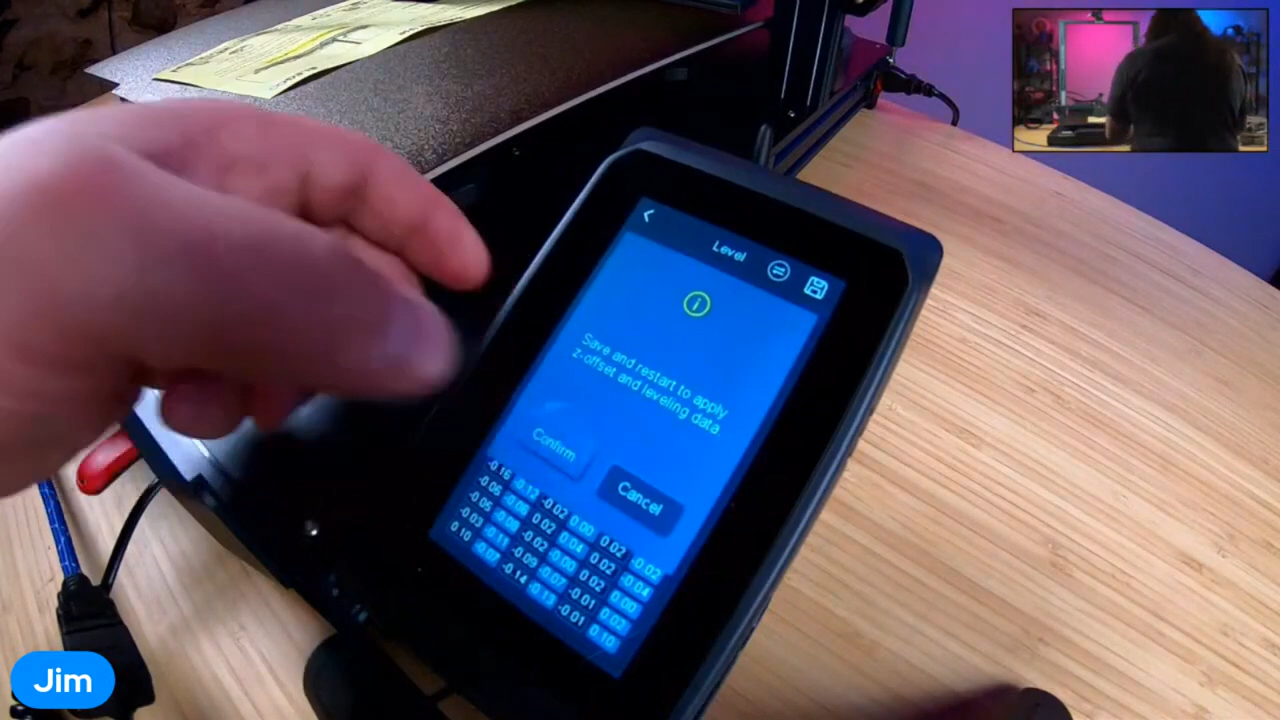 Level
Save and restart to apply
z-offset and leveling data
Confirm
Cancel
-0.16 -0.12 -0.02 0.00 0.02 -0.02
-0.06 -0.06 0.02 0.04 0.02 -0.04
-0.05 -0.08 -0.02 -0.00 0.02 0.00
-0.03 -0.11 -0.09 -0.07 -0.01 0.02
0.10 -0.07 -0.14 -0.13 -0.01 0.10
Jim